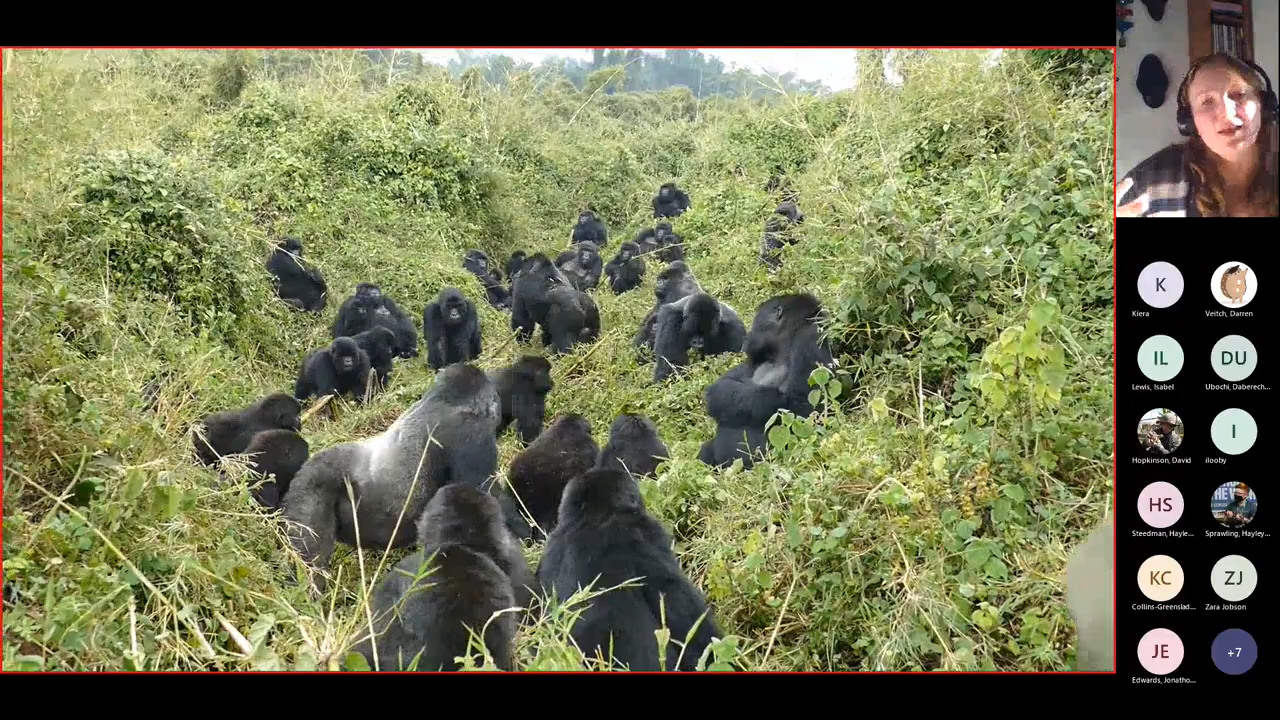 K
Kiera
Veitch, Darren
IL
Lewis, Isabel
DU
Ubochi, Daberech...
Hopkinson, David
I
ilooby
HS
Steedman, Hayle...
Sprawling, Hayley...
KC
Collins-Greenslad...
ZJ
Zara Jobson
JE
Edwards, Jonatho...
+7